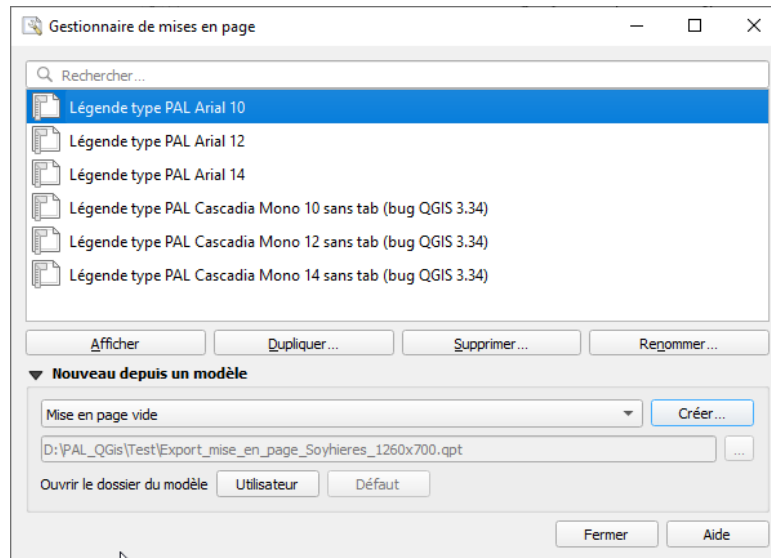 Gestionnaire de mises en page
Rechercher...
Légende type PAL Arial 10
Légende type PAL Arial 12
Légende type PAL Arial 14
Légende type PAL Cascadia Mono 10 sans tab (bug QGIS 3.34)
Légende type PAL Cascadia Mono 12 sans tab (bug QGIS 3.34)
Légende type PAL Cascadia Mono 14 sans tab (bug QGIS 3.34)
Afficher Dupliquer... Supprimer... Renommer...
Nouveau depuis un modèle
Mise en page vide Créer...
D:\PAL_QGis\Test\Export_mise_en_page_Soyhieres_1260x700.qpt ...
Ouvrir le dossier du modèle Utilisateur Défaut
Fermer Aide